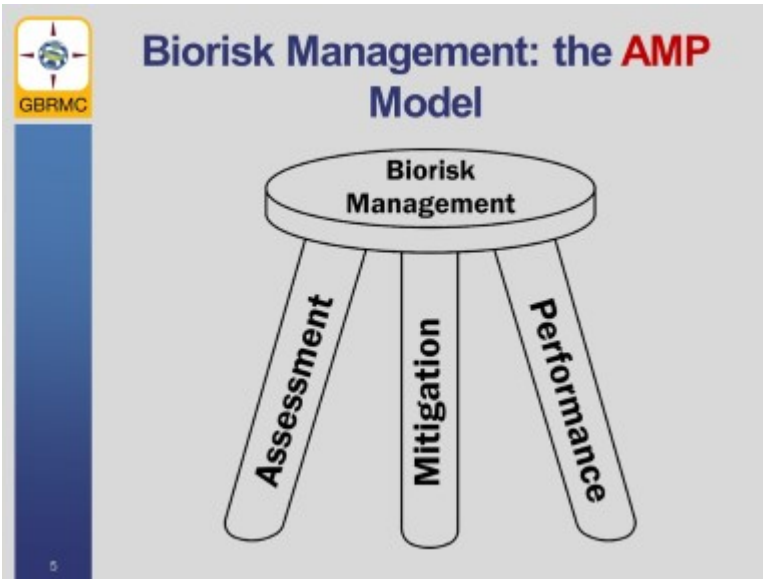 GBRMC
Biorisk Management: the AMP
Model
Biorisk
Management
Assessment
Mitigation
Performance
5